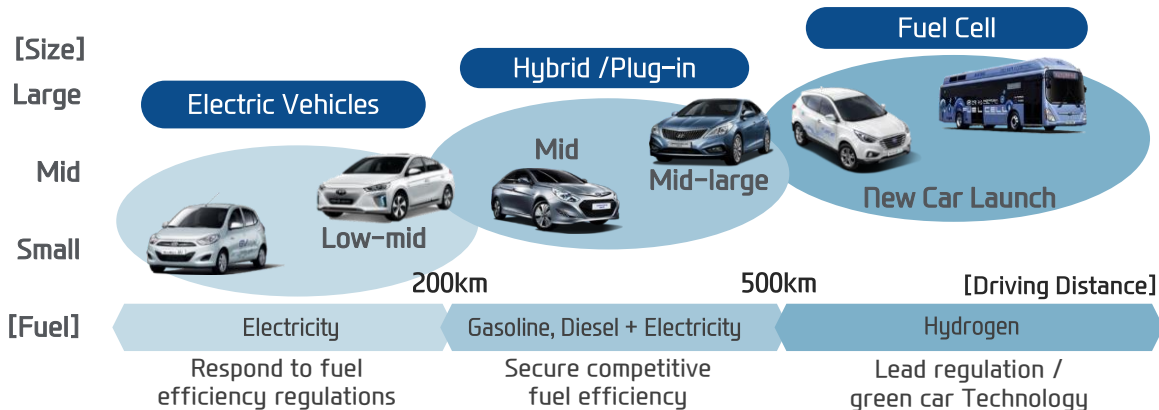 Fuel Cell
[Size]
Hybrid /Plug-in
Large
Electric Vehicles
Mid
Mid
Mid-large
New Car Launch
Low-mid
Small
200km
500km
[Driving Distance]
[Fuel]
Electricity
Gasoline, Diesel + Electricity
Hydrogen
Respond to fuel
efficiency regulations
Secure competitive
fuel efficiency
Lead regulation /
green car Technology